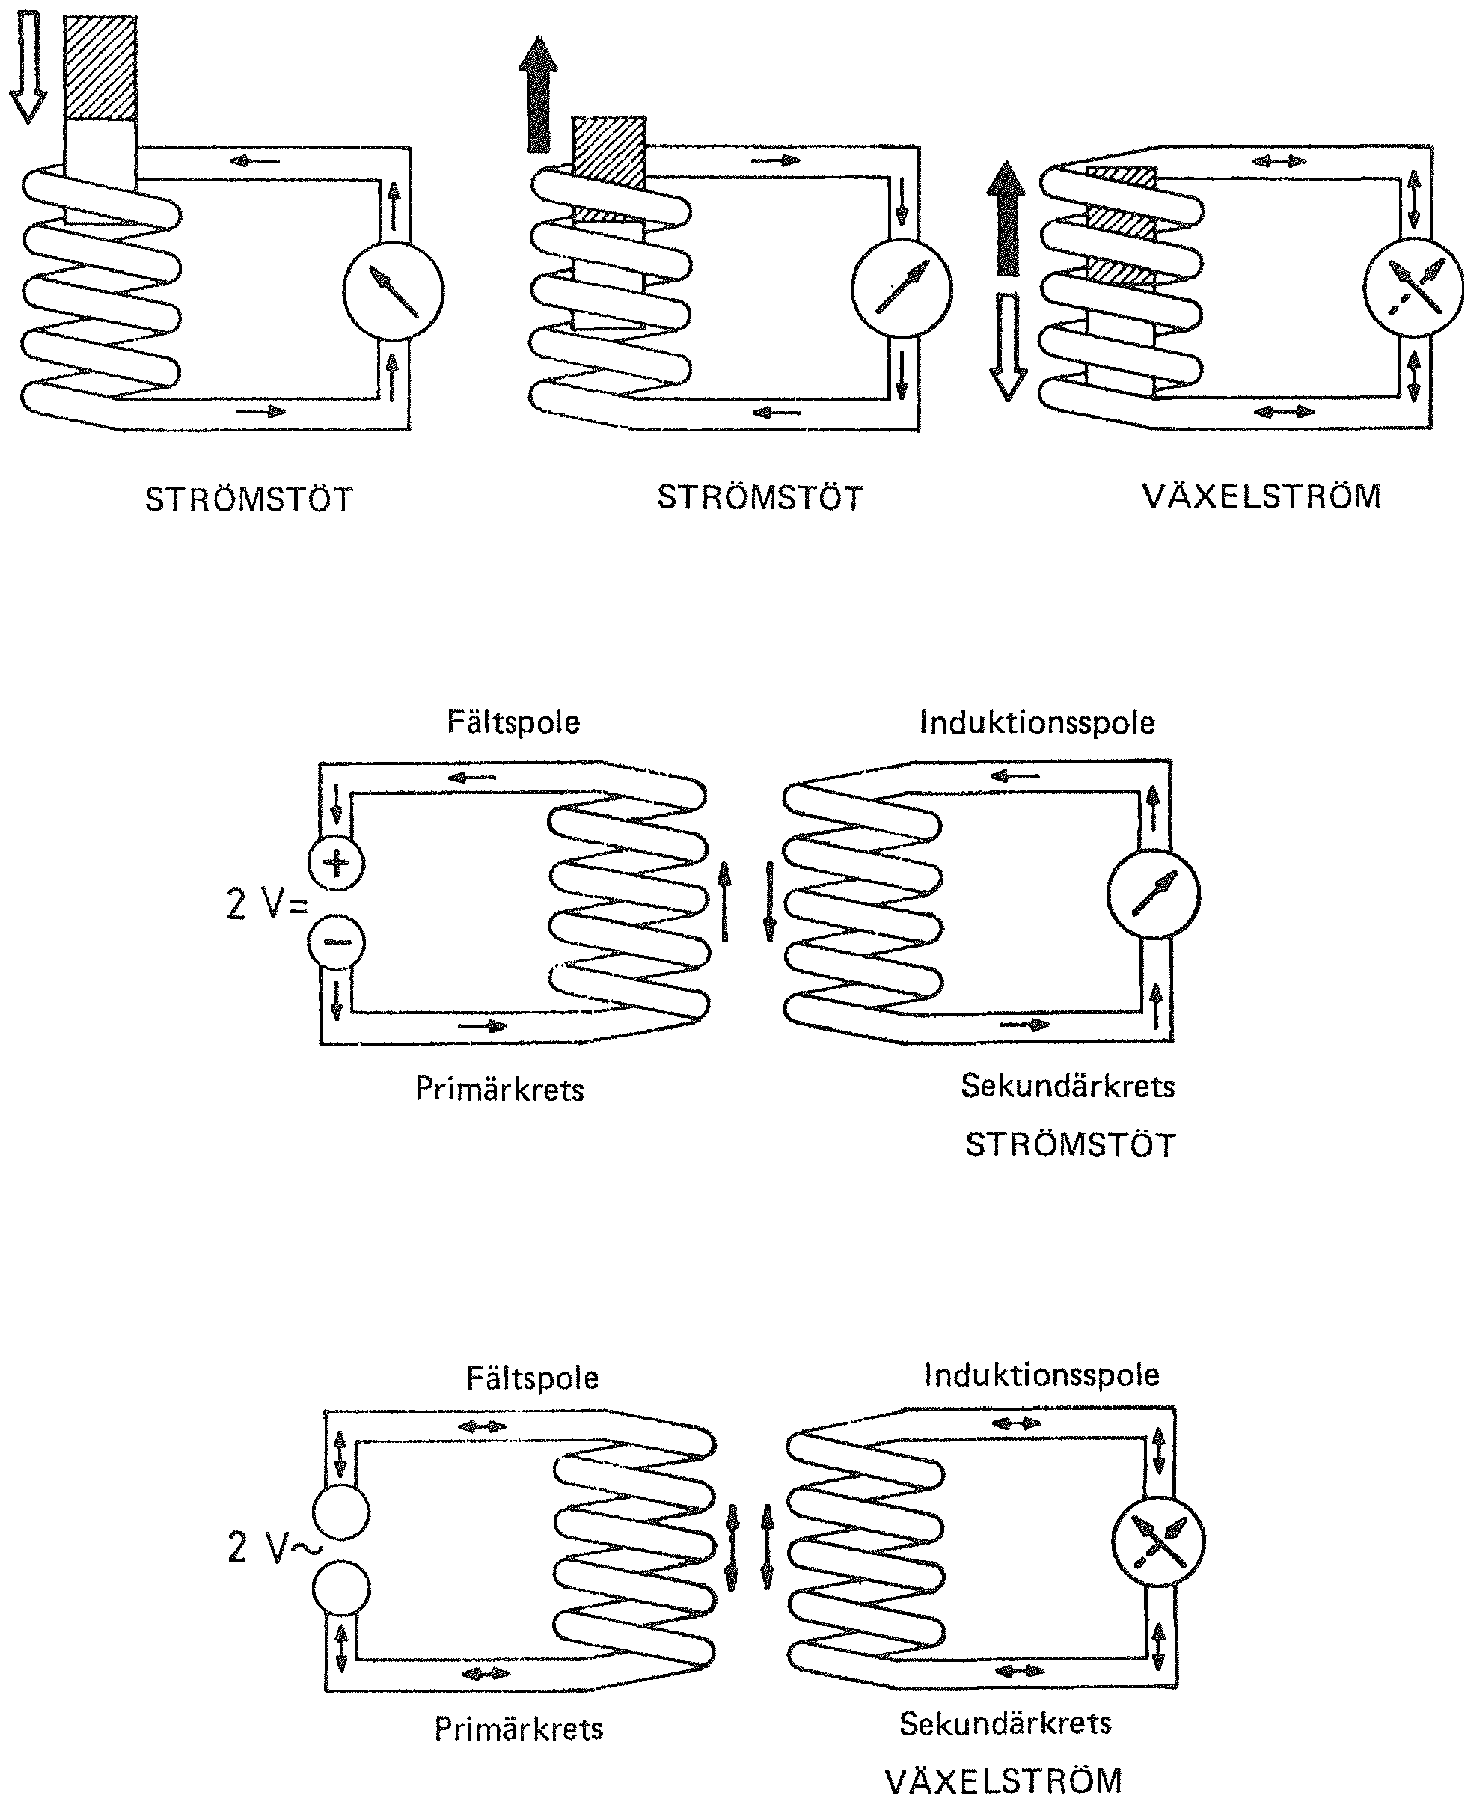 STRÖMSTÖT
STRÖMSTÖT
VÄXELSTRÖM
Fältspole
Induktionsspole
+
2 V=
−
Primärkrets
Sekundärkrets
STRÖMSTÖT
Fältspole
Induktionsspole
2 V~
Primärkrets
Sekundärkrets
VÄXELSTRÖM